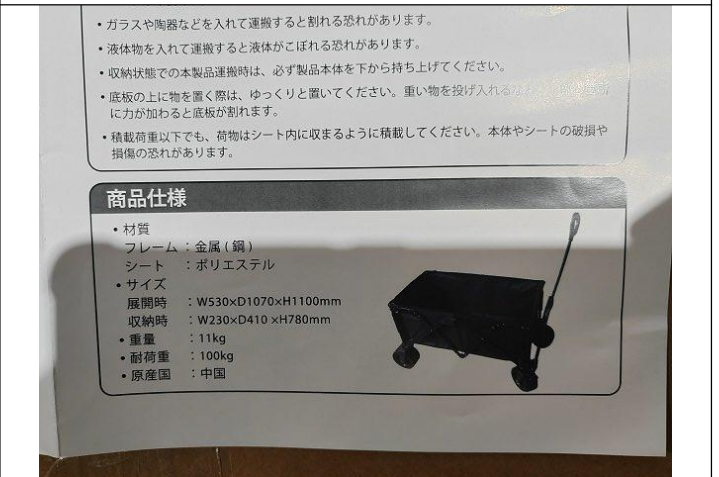 ・ガラスや陶器などを入れて運搬すると割れる恐れがあります。
・液体物を入れて運搬すると液体がこぼれる恐れがあります。
・収納状態での本製品運搬時は、必ず製品本体を下から持ち上げてください。
・底板の上に物を置く際は、ゆっくりと置いてください。重い物を投げ入れる
に力が加わると底板が割れます。
・積載荷重以下でも、荷物はシート内に収まるように積載してください。本体やシートの破損や
損傷の恐れがあります。
商品仕様
・材質
フレーム：金属(鋼)
シート ：ポリエステル
・サイズ
展開時 ：W530×D1070×H1100mm
収納時 ：W230×D410 ×H780mm
・重量 ：11kg
・耐荷重 ：100kg
・原産国 ：中国